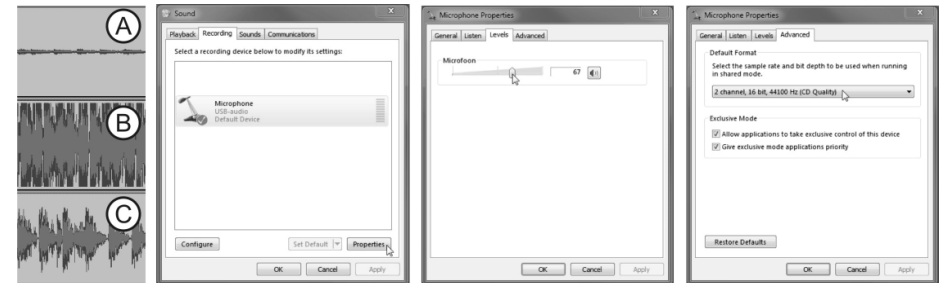 A
B
C
Sound
Playback Recording Sounds Communications
Select a recording device below to modify its settings:
Microphone
USB-audio
Default Device
Configure Set Default Properties
OK Cancel Apply
Microphone Properties
General Listen Levels Advanced
Microfoon
67
OK Cancel Apply
Microphone Properties
General Listen Levels Advanced
Default Format
Select the sample rate and bit depth to be used when running
in shared mode.
2 channel, 16 bit, 44100 Hz (CD Quality)
Exclusive Mode
Allow applications to take exclusive control of this device
Give exclusive mode applications priority
Restore Defaults
OK Cancel Apply